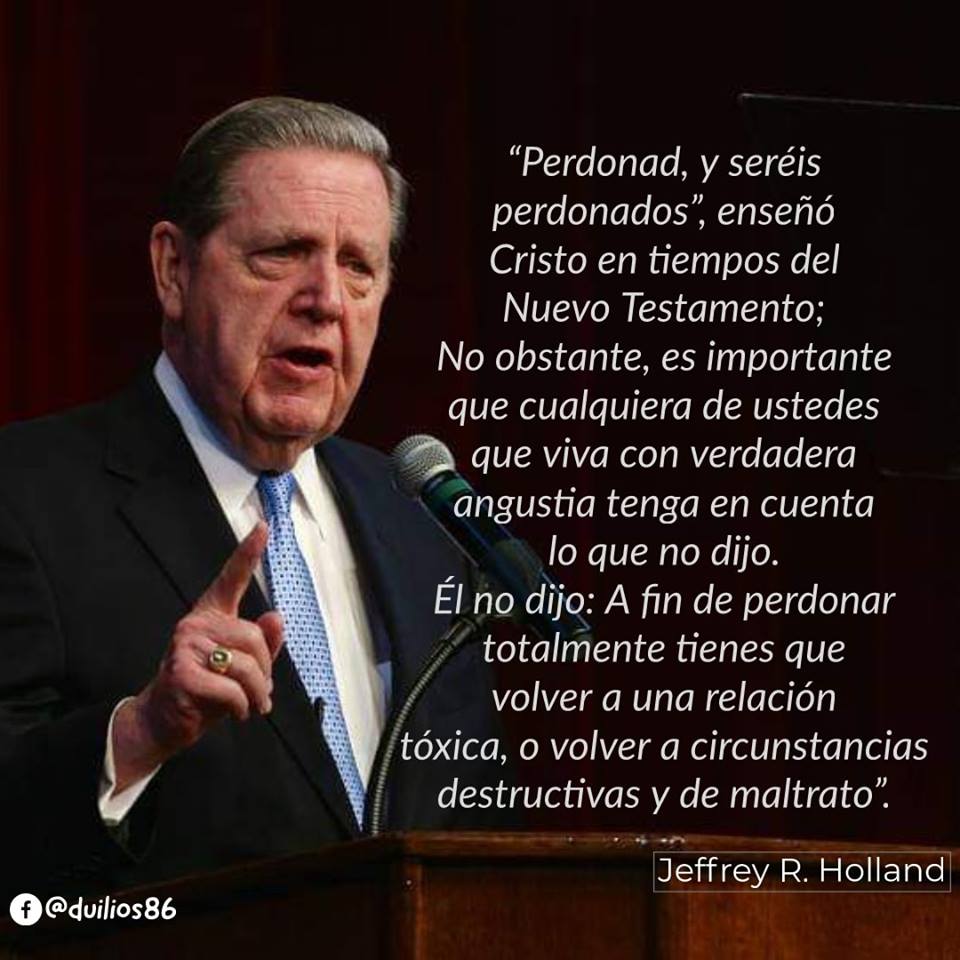 “Perdonad, y seréis
perdonados”, enseñó
Cristo en tiempos del
Nuevo Testamento;
No obstante, es importante
que cualquiera de ustedes
que viva con verdadera
angustia tenga en cuenta
lo que no dijo.
Él no dijo: A fin de perdonar
totalmente tienes que
volver a una relación
tóxica, o volver a circunstancias
destructivas y de maltrato”.
Jeffrey R. Holland
f @duilios86